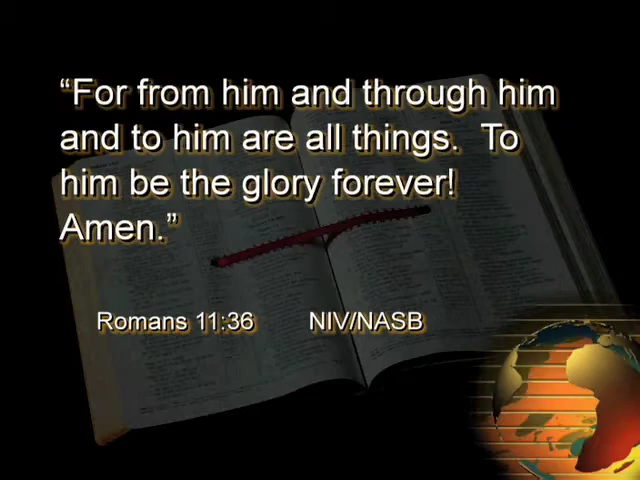 “For from him and through him
and to him are all things.  To
him be the glory forever!
Amen.”
Romans 11:36 NIV/NASB